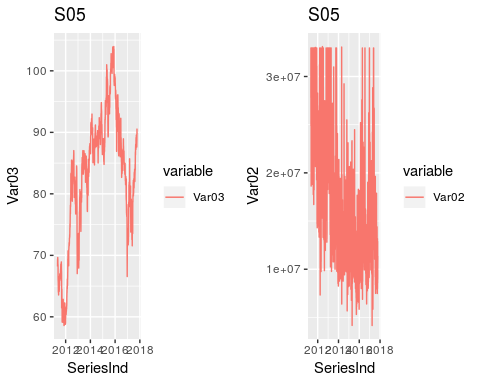 S05
Var03
100
90
80
70
60
2012 2014 2016 2018
SeriesInd
variable
Var03
S05
Var02
3e+07
2e+07
1e+07
2012 2014 2016 2018
SeriesInd
variable
Var02